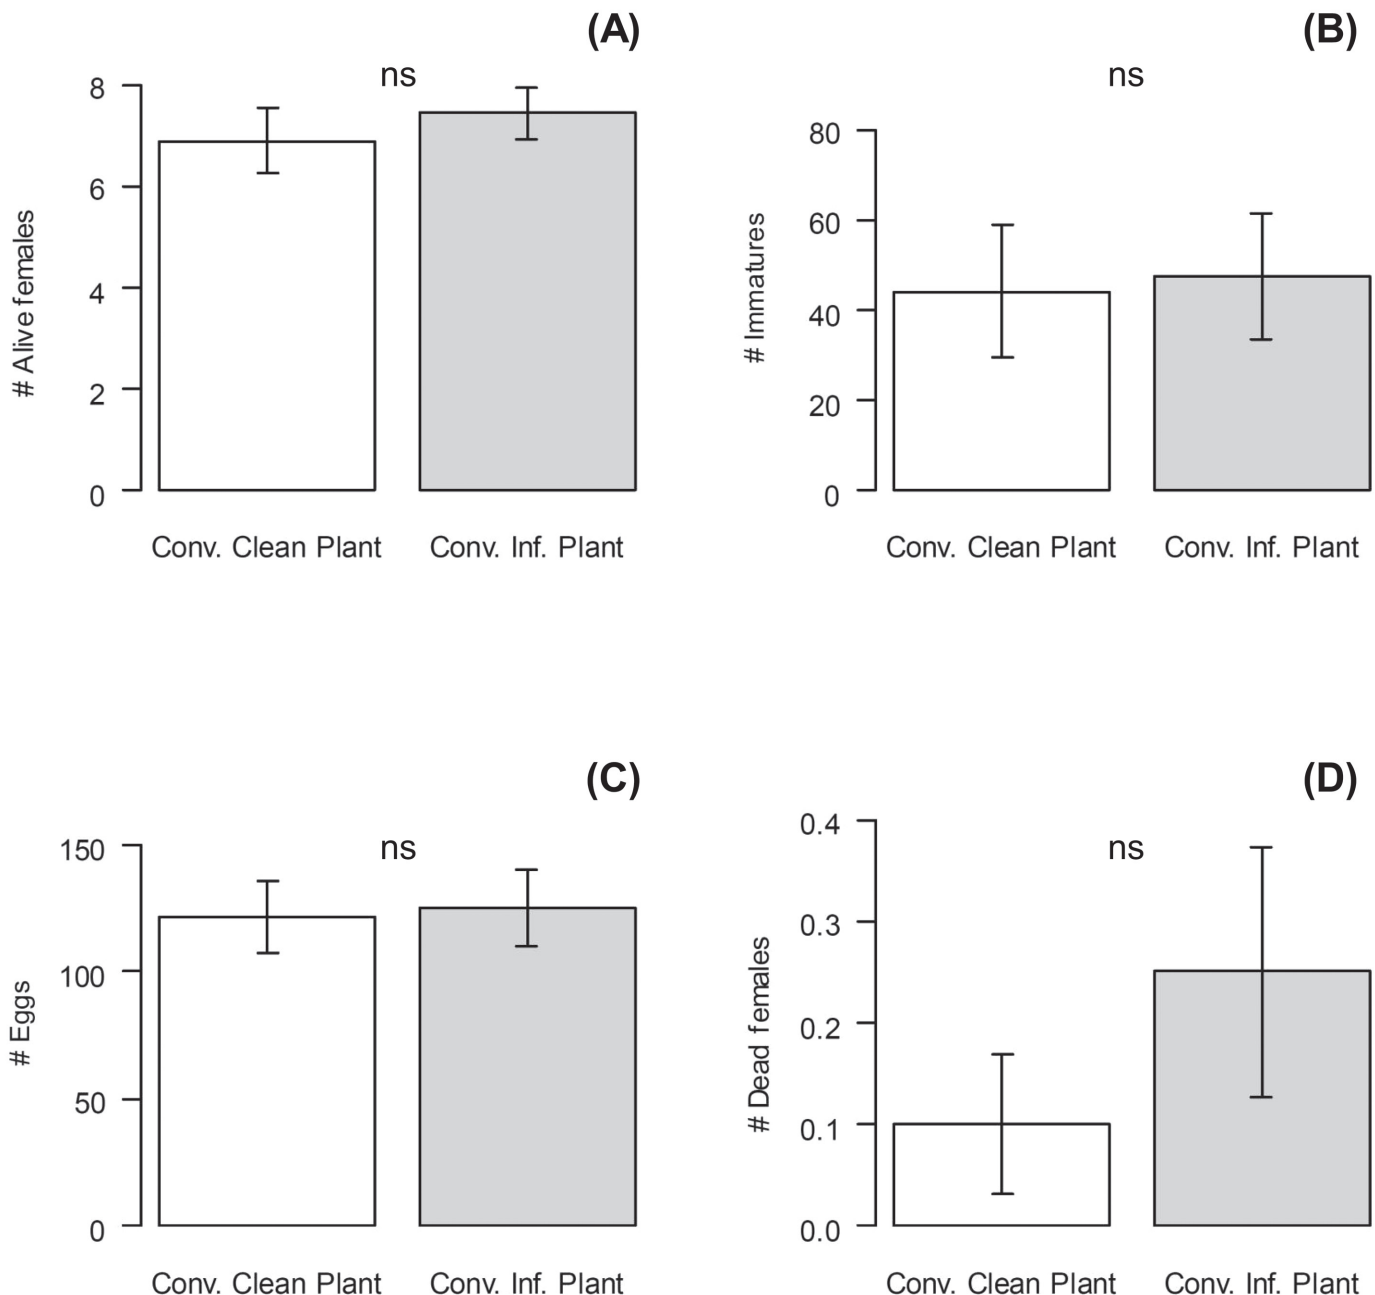 (A)
ns
8
6
4
2
0
# Alive females
Conv. Clean Plant
Conv. Inf. Plant
(B)
ns
80
60
40
20
0
# Immatures
Conv. Clean Plant
Conv. Inf. Plant
(C)
ns
150
100
50
0
# Eggs
Conv. Clean Plant
Conv. Inf. Plant
(D)
ns
0.4
0.3
0.2
0.1
0.0
# Dead females
Conv. Clean Plant
Conv. Inf. Plant